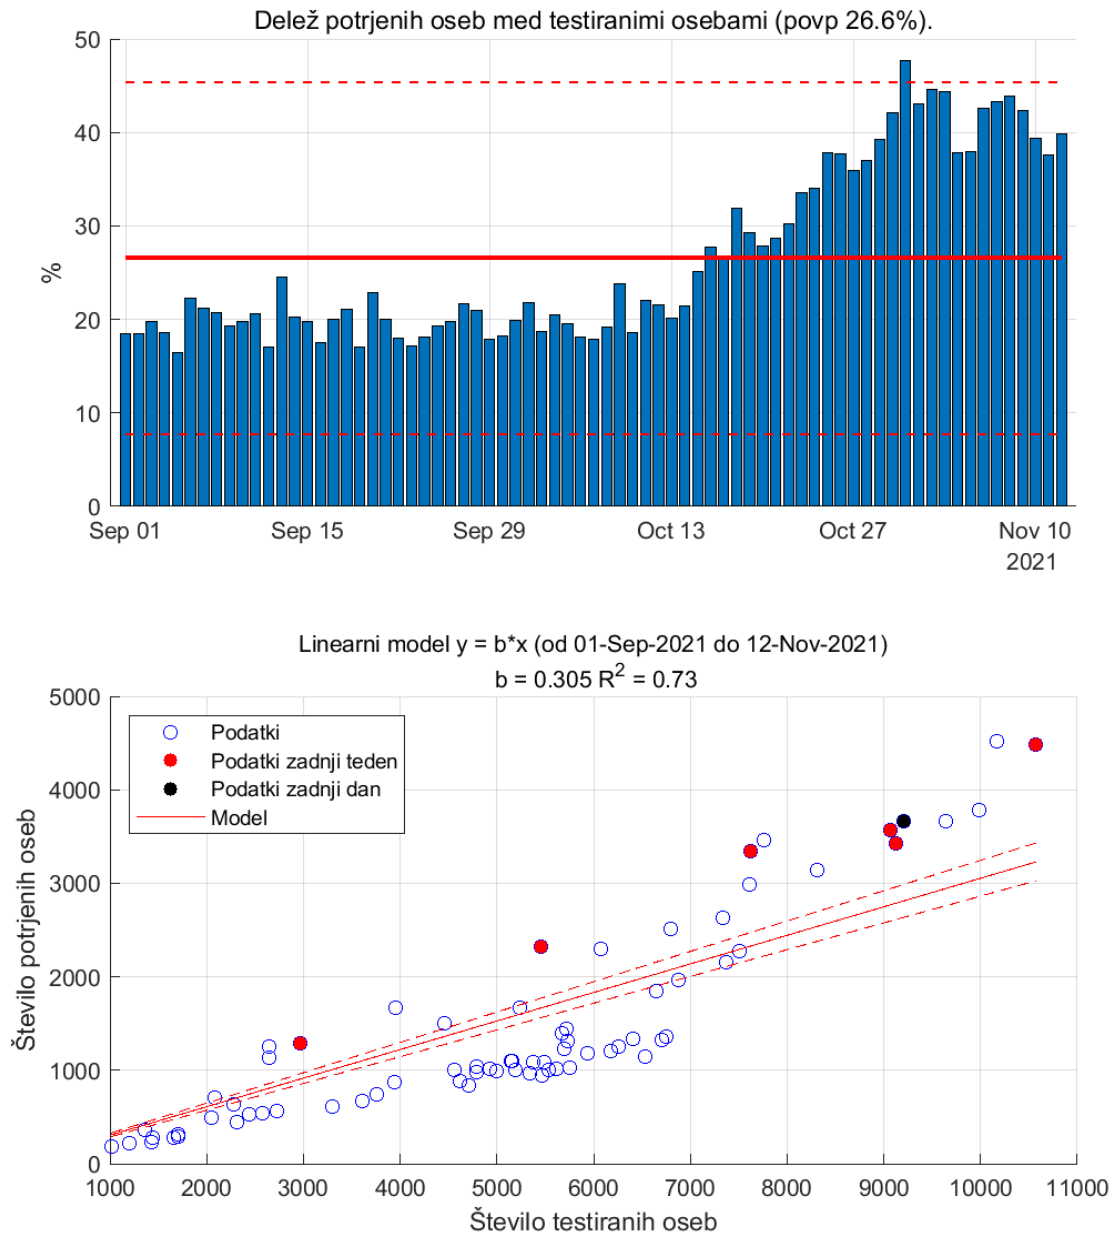 Delež potrjenih oseb med testiranimi osebami (povp 26.6%).
50
40
30
20
10
0
%
Sep 01 Sep 15 Sep 29 Oct 13 Oct 27 Nov 10
2021
Linearni model y = b*x (od 01-Sep-2021 do 12-Nov-2021)
b = 0.305 R² = 0.73
5000
4000
3000
2000
1000
0
Število potrjenih oseb
Podatki
Podatki zadnji teden
Podatki zadnji dan
Model
1000 2000 3000 4000 5000 6000 7000 8000 9000 10000 11000
Število testiranih oseb